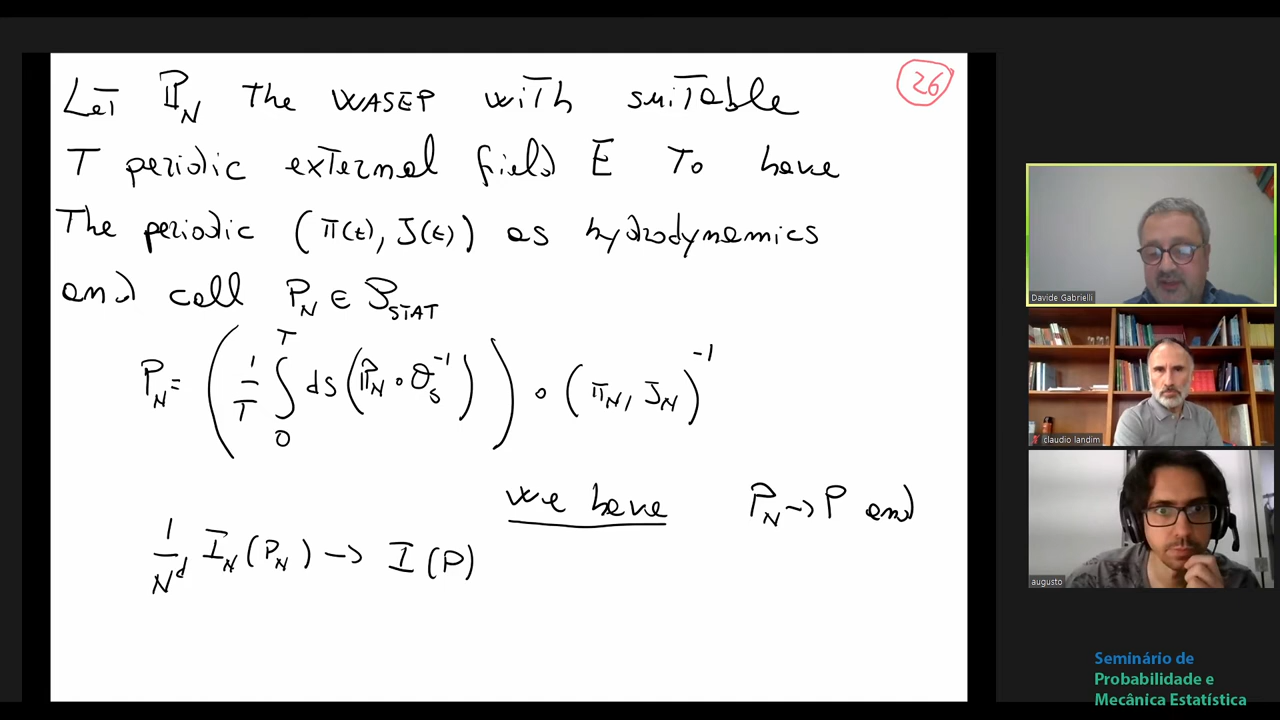 Let ℙ_N the WASEP with suitable
26
T periodic external field E to have
the periodic (π(t), J(t)) as hydrodynamics
and call P_N ∈ 𝒫_STAT
P_N = (1/T ∫_0^T ds (ℙ_N ∘ θ_s^{-1})) ∘ (π_N, J_N)^{-1}
we have P_N → P and
1/N^d I_N(P_N) → I(P)
Davide Gabrielli
claudio landim
augusto
Seminário de
Probabilidade e
Mecânica Estatística